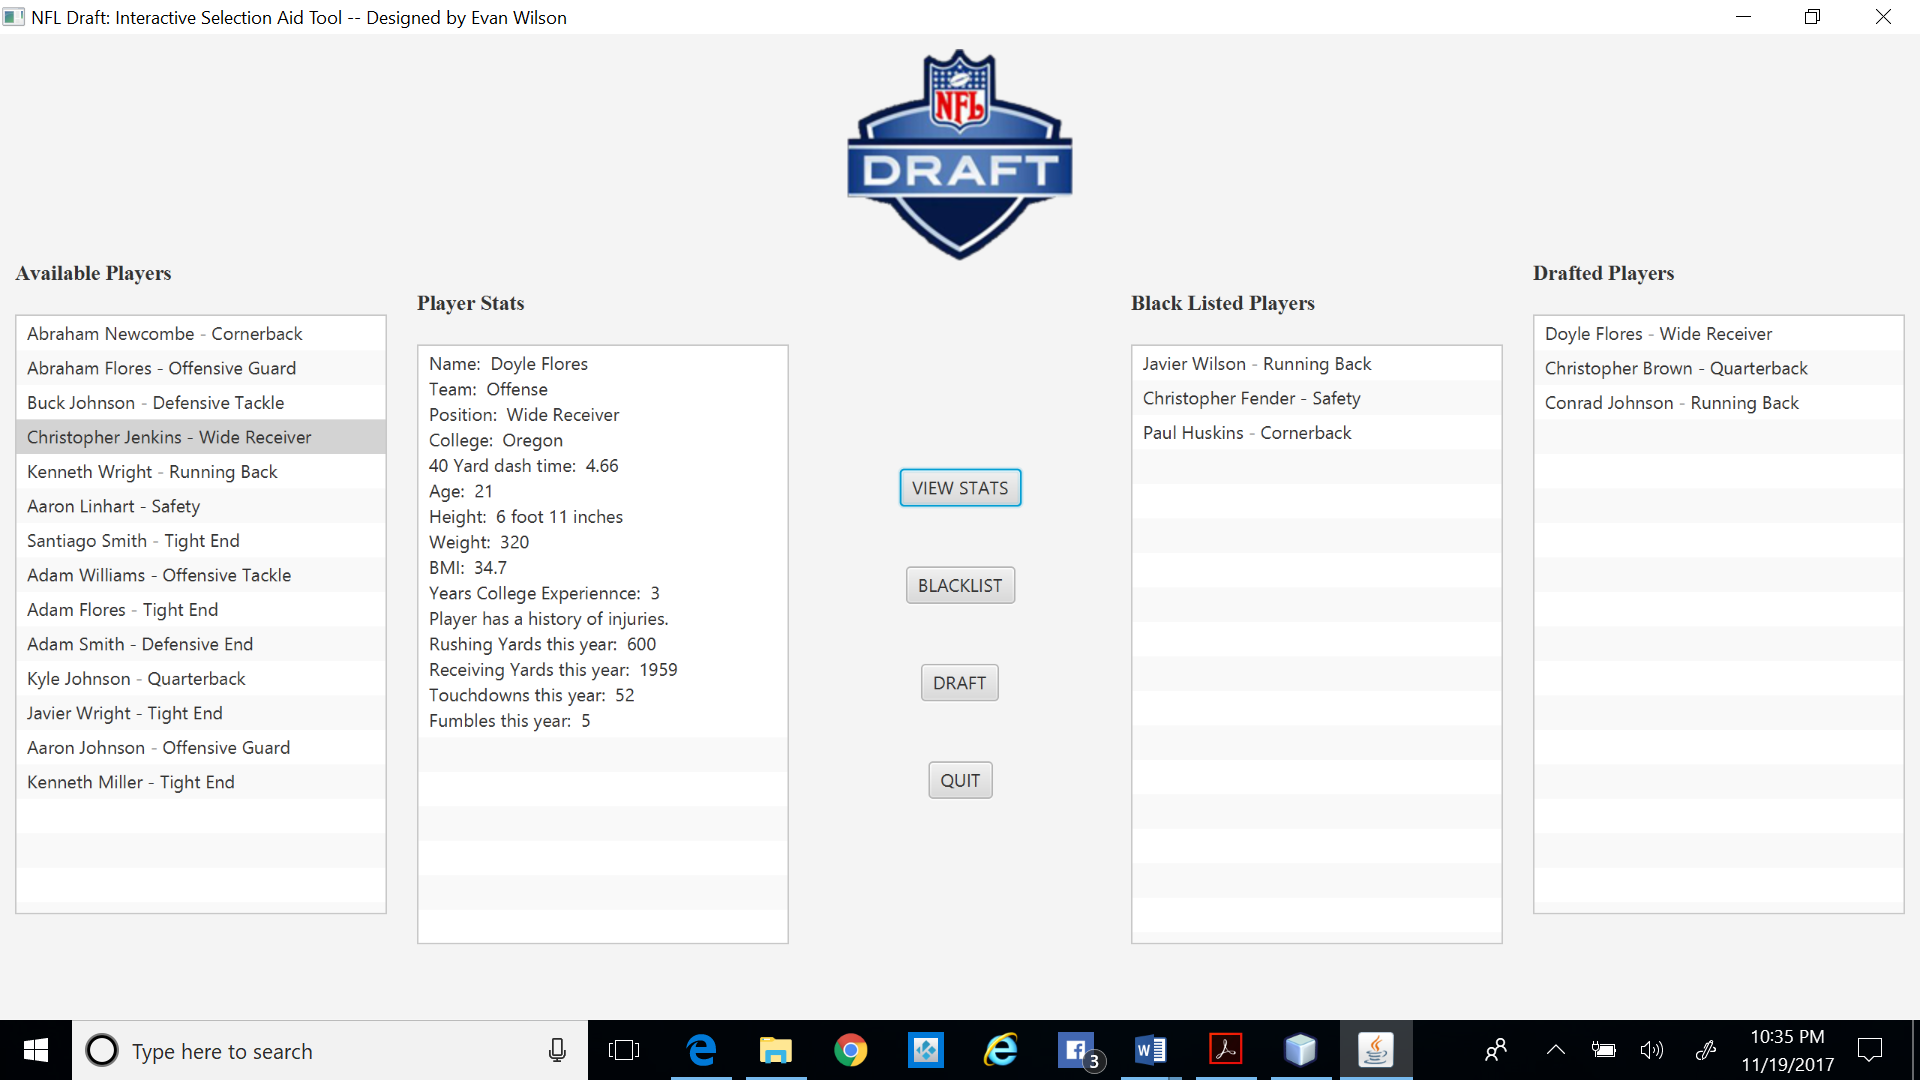 NFL Draft: Interactive Selection Aid Tool -- Designed by Evan Wilson
NFL
DRAFT
Available Players
Abraham Newcombe - Cornerback
Abraham Flores - Offensive Guard
Buck Johnson - Defensive Tackle
Christopher Jenkins - Wide Receiver
Kenneth Wright - Running Back
Aaron Linhart - Safety
Santiago Smith - Tight End
Adam Williams - Offensive Tackle
Adam Flores - Tight End
Adam Smith - Defensive End
Kyle Johnson - Quarterback
Javier Wright - Tight End
Aaron Johnson - Offensive Guard
Kenneth Miller - Tight End
Player Stats
Name:  Doyle Flores
Team:  Offense
Position:  Wide Receiver
College:  Oregon
40 Yard dash time:  4.66
Age:  21
Height:  6 foot 11 inches
Weight:  320
BMI:  34.7
Years College Experiennce:  3
Player has a history of injuries.
Rushing Yards this year:  600
Receiving Yards this year:  1959
Touchdowns this year:  52
Fumbles this year:  5
VIEW STATS
BLACKLIST
DRAFT
QUIT
Black Listed Players
Javier Wilson - Running Back
Christopher Fender - Safety
Paul Huskins - Cornerback
Drafted Players
Doyle Flores - Wide Receiver
Christopher Brown - Quarterback
Conrad Johnson - Running Back
Type here to search
3
10:35 PM
11/19/2017